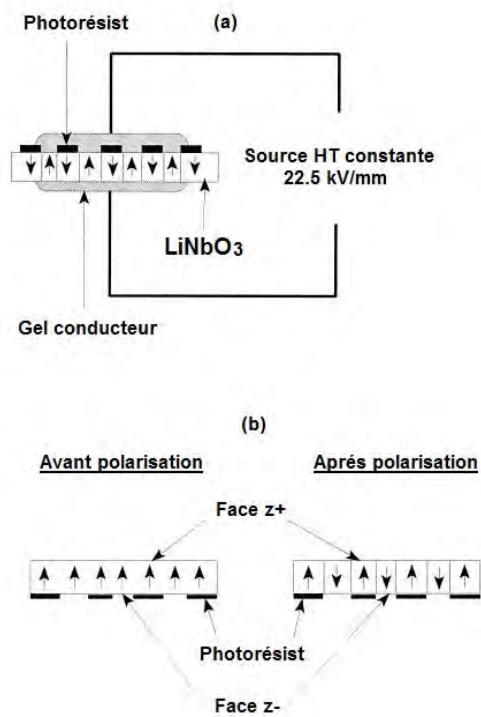 Photorésist
(a)
Source HT constante
22.5 kV/mm
LiNbO3
Gel conducteur
(b)
Avant polarisation
Aprés polarisation
Face z+
Photorésist
Face z-